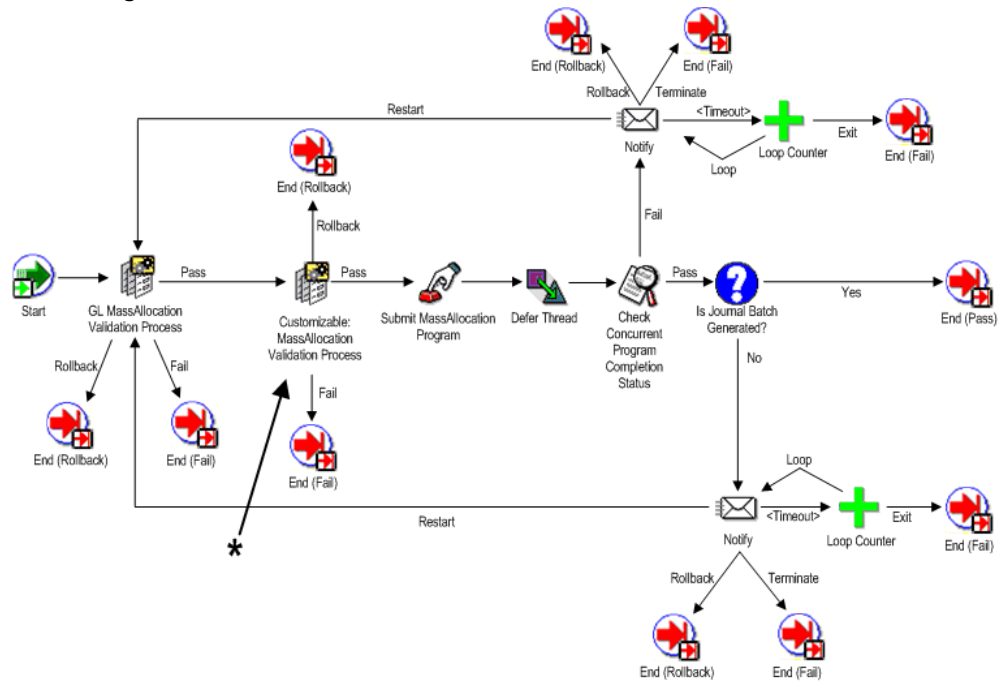 End (Rollback)
End (Fail)
Rollback
Terminate
Restart
<Timeout>
Notify
Loop
Loop Counter
Exit
End (Fail)
End (Rollback)
Rollback
Fail
Start
Pass
GL MassAllocation
Validation Process
Pass
Customizable:
MassAllocation
Validation Process
Submit MassAllocation
Program
Defer Thread
Check
Concurrent
Program
Completion
Status
Pass
Is Journal Batch
Generated?
Yes
End (Pass)
No
Rollback
Fail
End (Rollback)
End (Fail)
Fail
End (Fail)
*
Restart
Loop
Notify
<Timeout>
Loop Counter
Exit
End (Fail)
Rollback
Terminate
End (Rollback)
End (Fail)